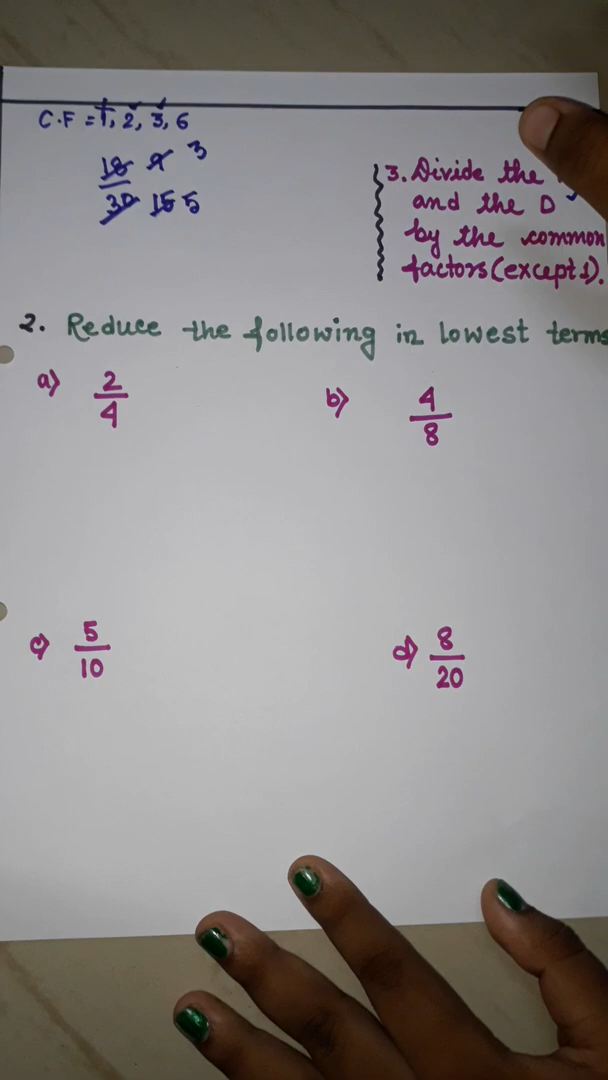 C.F = 1, 2, 3, 6
18 9 3
30 15 5
3. Divide the
and the D
by the common
factors (except 1).
2. Reduce the following in lowest terms
a) 2/4
b) 4/8
c) 5/10
d) 8/20